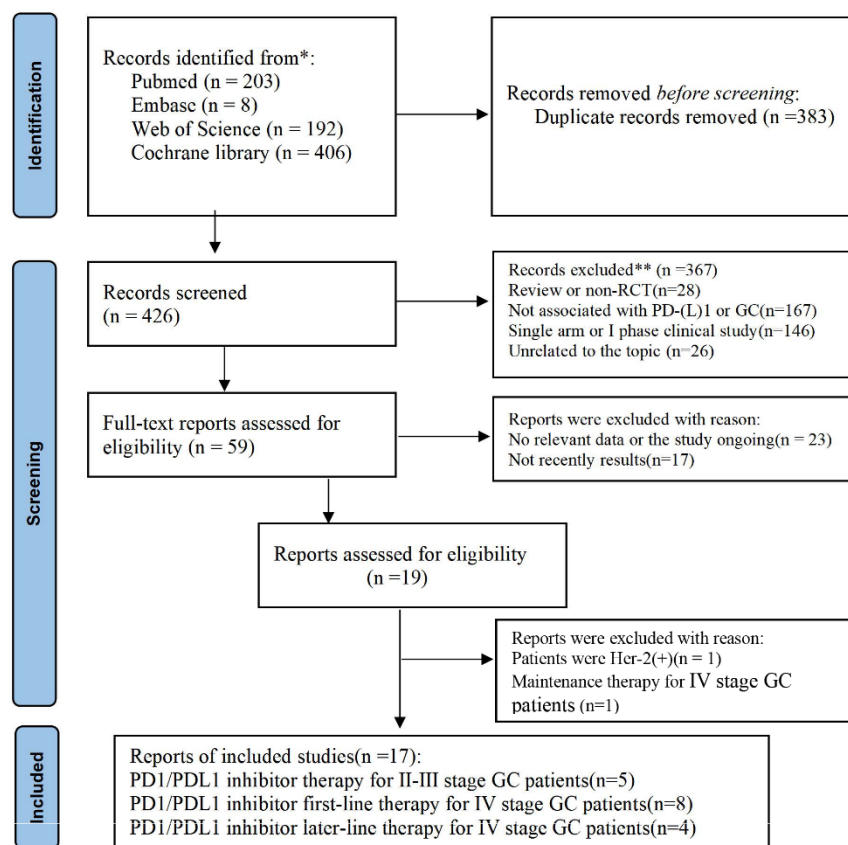 Identification
Records identified from*:
Pubmed (n = 203)
Embase (n = 8)
Web of Science (n = 192)
Cochrane library (n = 406)
Records removed before screening:
Duplicate records removed (n =383)
Screening
Records screened
(n = 426)
Records excluded** (n =367)
Review or non-RCT(n=28)
Not associated with PD-(L)1 or GC(n=167)
Single arm or I phase clinical study(n=146)
Unrelated to the topic (n=26)
Full-text reports assessed for
eligibility (n = 59)
Reports were excluded with reason:
No relevant data or the study ongoing(n = 23)
Not recently results(n=17)
Reports assessed for eligibility
(n =19)
Reports were excluded with reason:
Patients were Her-2(+)(n = 1)
Maintenance therapy for IV stage GC
patients (n=1)
Included
Reports of included studies(n =17):
PD1/PDL1 inhibitor therapy for II-III stage GC patients(n=5)
PD1/PDL1 inhibitor first-line therapy for IV stage GC patients(n=8)
PD1/PDL1 inhibitor later-line therapy for IV stage GC patients(n=4)